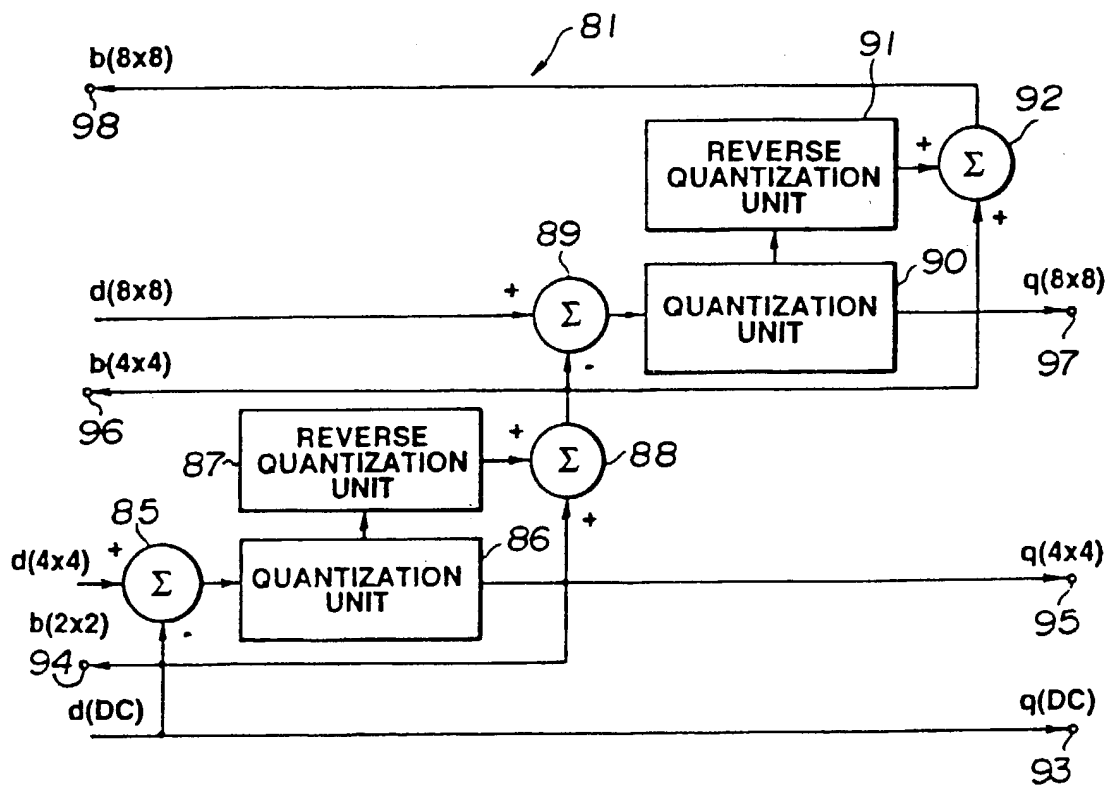 81
b(8x8)
91
98
92
REVERSE
QUANTIZATION
UNIT
+
Σ
+
89
90
d(8x8)
+
Σ
QUANTIZATION
UNIT
q(8x8)
-
97
b(4x4)
96
REVERSE
QUANTIZATION
UNIT
87
+
Σ
88
+
85
86
d(4x4)
+
Σ
QUANTIZATION
UNIT
q(4x4)
-
95
b(2x2)
94
d(DC)
q(DC)
93